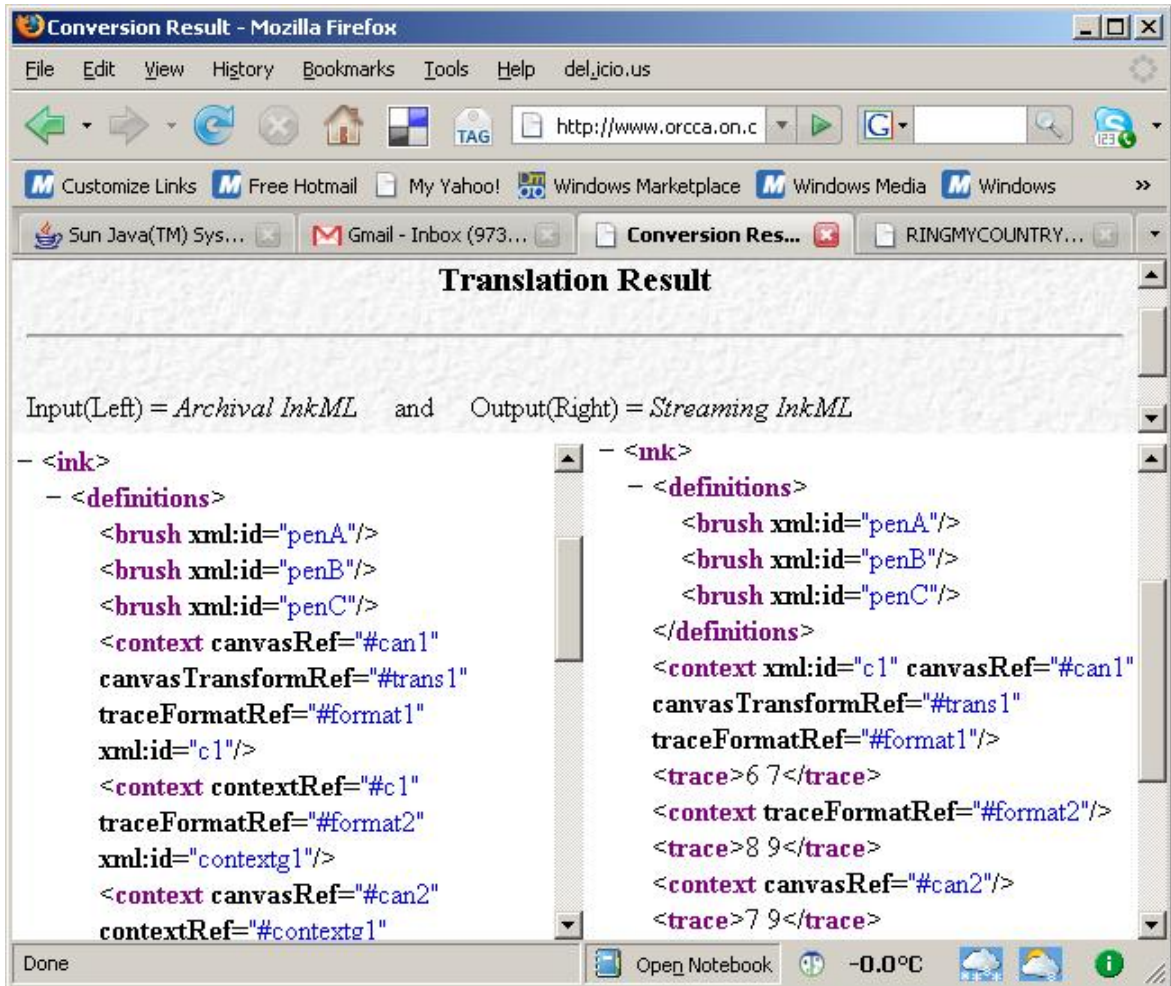 Conversion Result - Mozilla Firefox
File Edit View History Bookmarks Tools Help del.icio.us
TAG http://www.orcca.on.c G 123
Customize Links Free Hotmail My Yahoo! Windows Marketplace Windows Media Windows »
Sun Java(TM) Sys... Gmail - Inbox (973... Conversion Res... RINGMYCOUNTRY...
Translation Result
Input(Left) = Archival InkML and Output(Right) = Streaming InkML
– <ink>
– <definitions>
<brush xml:id="penA"/>
<brush xml:id="penB"/>
<brush xml:id="penC"/>
<context canvasRef="#can1"
canvasTransformRef="#trans1"
traceFormatRef="#format1"
xml:id="c1"/>
<context contextRef="#c1"
traceFormatRef="#format2"
xml:id="contextg1"/>
<context canvasRef="#can2"
contextRef="#contextg1"
– <ink>
– <definitions>
<brush xml:id="penA"/>
<brush xml:id="penB"/>
<brush xml:id="penC"/>
</definitions>
<context xml:id="c1" canvasRef="#can1"
canvasTransformRef="#trans1"
traceFormatRef="#format1"/>
<trace>6 7</trace>
<context traceFormatRef="#format2"/>
<trace>8 9</trace>
<context canvasRef="#can2"/>
<trace>7 9</trace>
Done Open Notebook -0.0°C